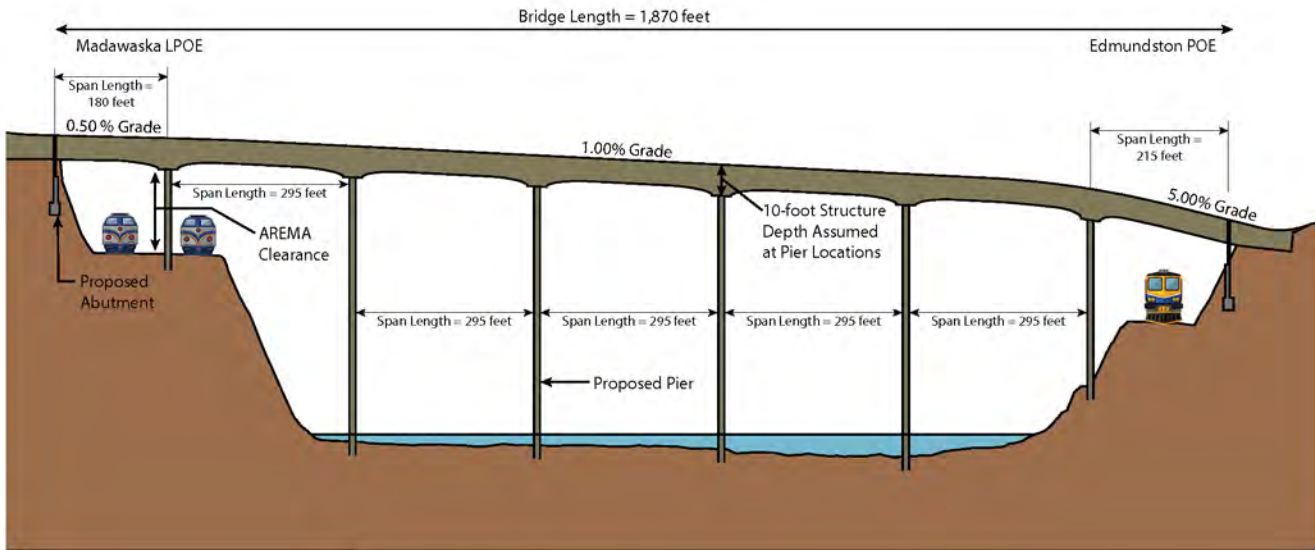 Bridge Length = 1,870 feet
Madawaska LPOE
Edmundston POE
Span Length =
180 feet
0.50 % Grade
1.00% Grade
Span Length =
215 feet
5.00% Grade
Span Length = 295 feet
10-foot Structure
Depth Assumed
at Pier Locations
AREMA
Clearance
Proposed
Abutment
Span Length = 295 feet
Span Length = 295 feet
Span Length = 295 feet
Span Length = 295 feet
Proposed Pier